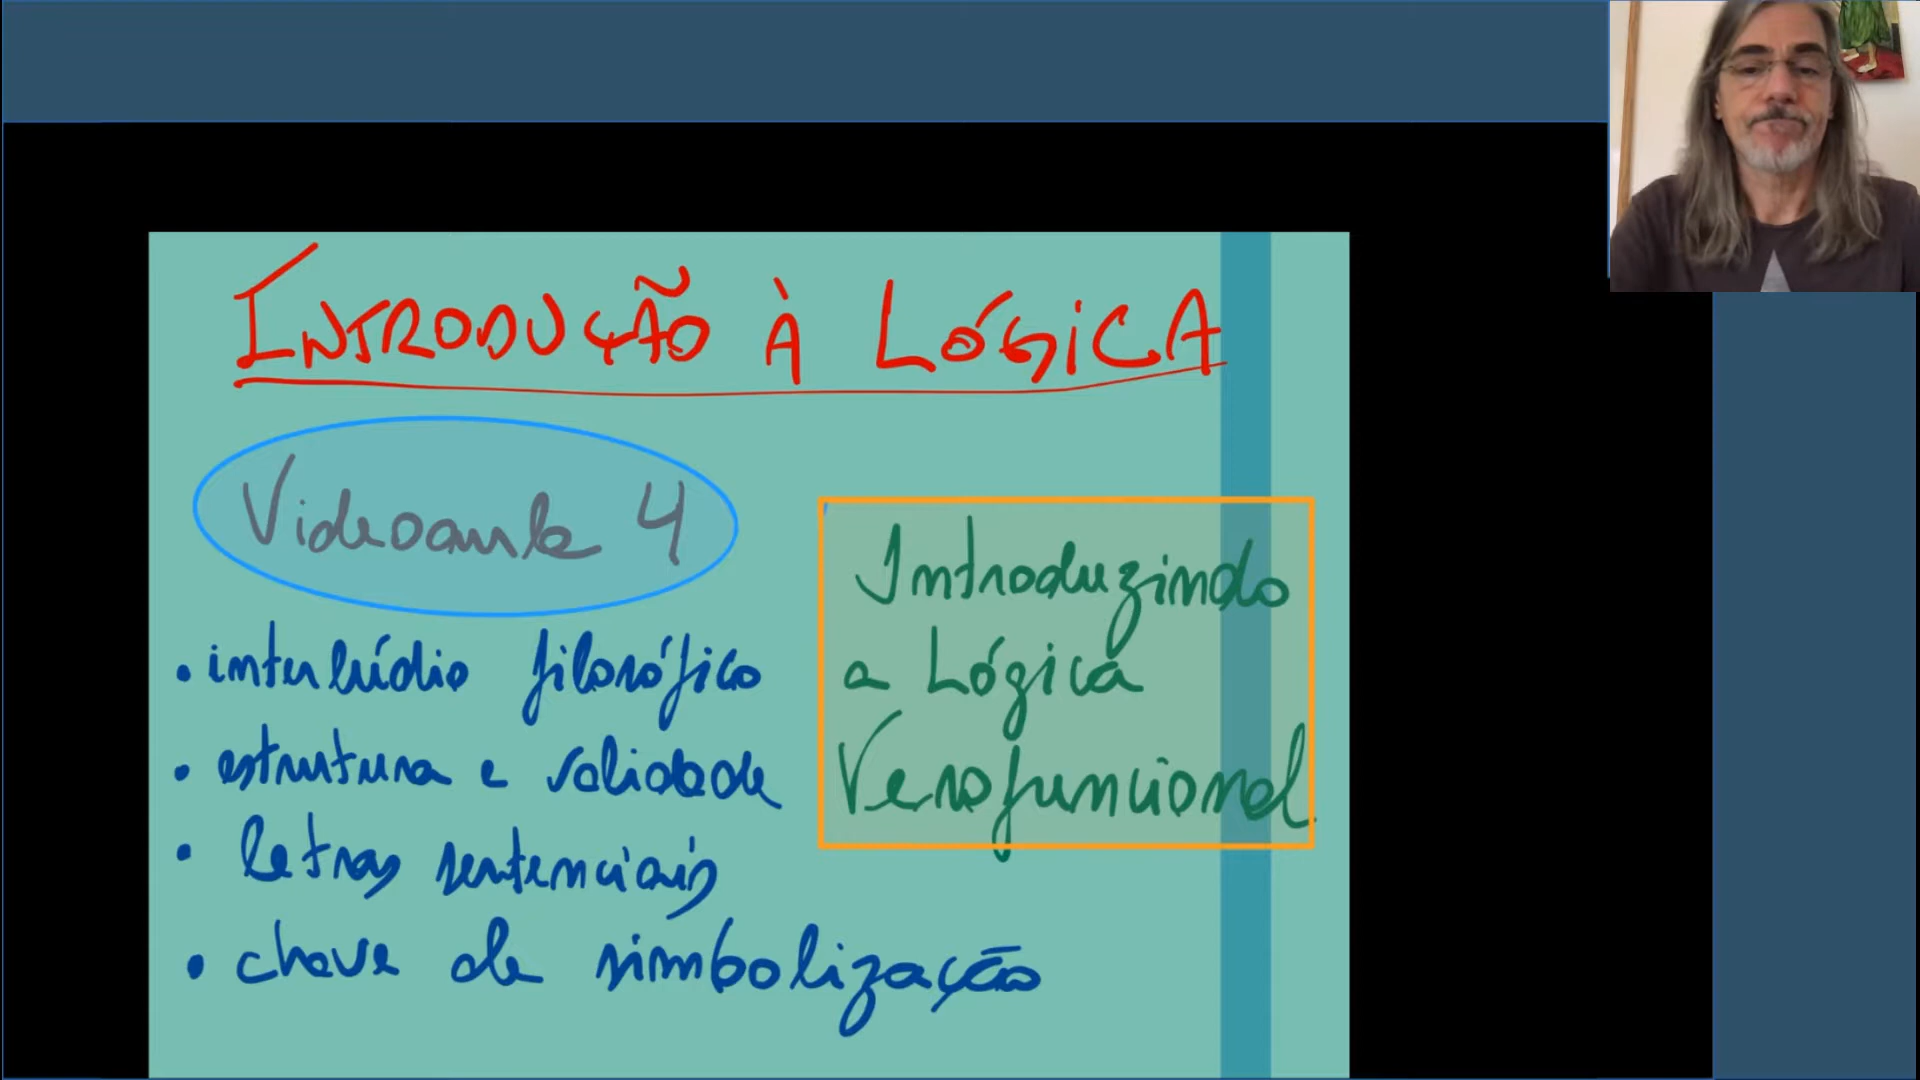 INTRODUÇÃO À LÓGICA
Videoaula 4
• interlúdio filosófico
• estrutura e validade
• letras sentenciais
• chave de simbolização
Introduzindo
a Lógica
Verofuncional